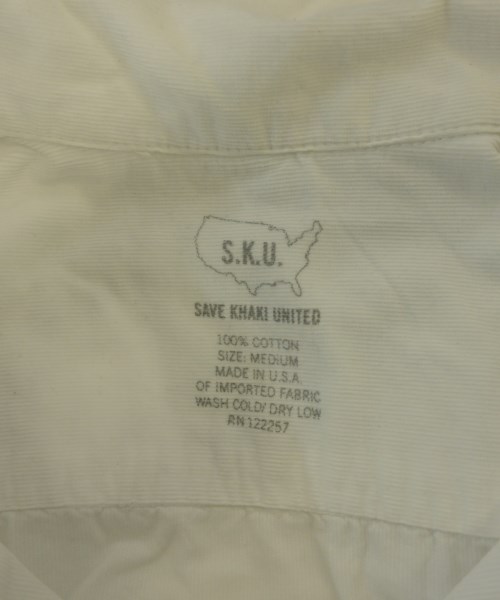 S.K.U.
SAVE KHAKI UNITED
100% COTTON
SIZE: MEDIUM
MADE IN U.S.A.
OF IMPORTED FABRIC
WASH COLD/ DRY LOW
RN 122257